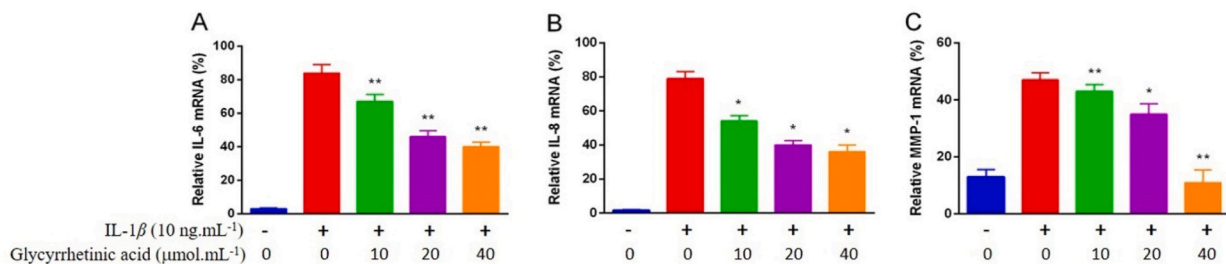 A
B
C
Relative IL-6 mRNA (%)
100
80
60
40
20
0
** ** **
Relative IL-8 mRNA (%)
100
80
60
40
20
0
* * *
Relative MMP-1 mRNA (%)
60
40
20
0
** * **
IL-1β (10 ng.mL-1) - + + + + - + + + + - + + + +
Glycyrrhetinic acid (μmol.mL-1) 0 0 10 20 40 0 0 10 20 40 0 0 10 20 40